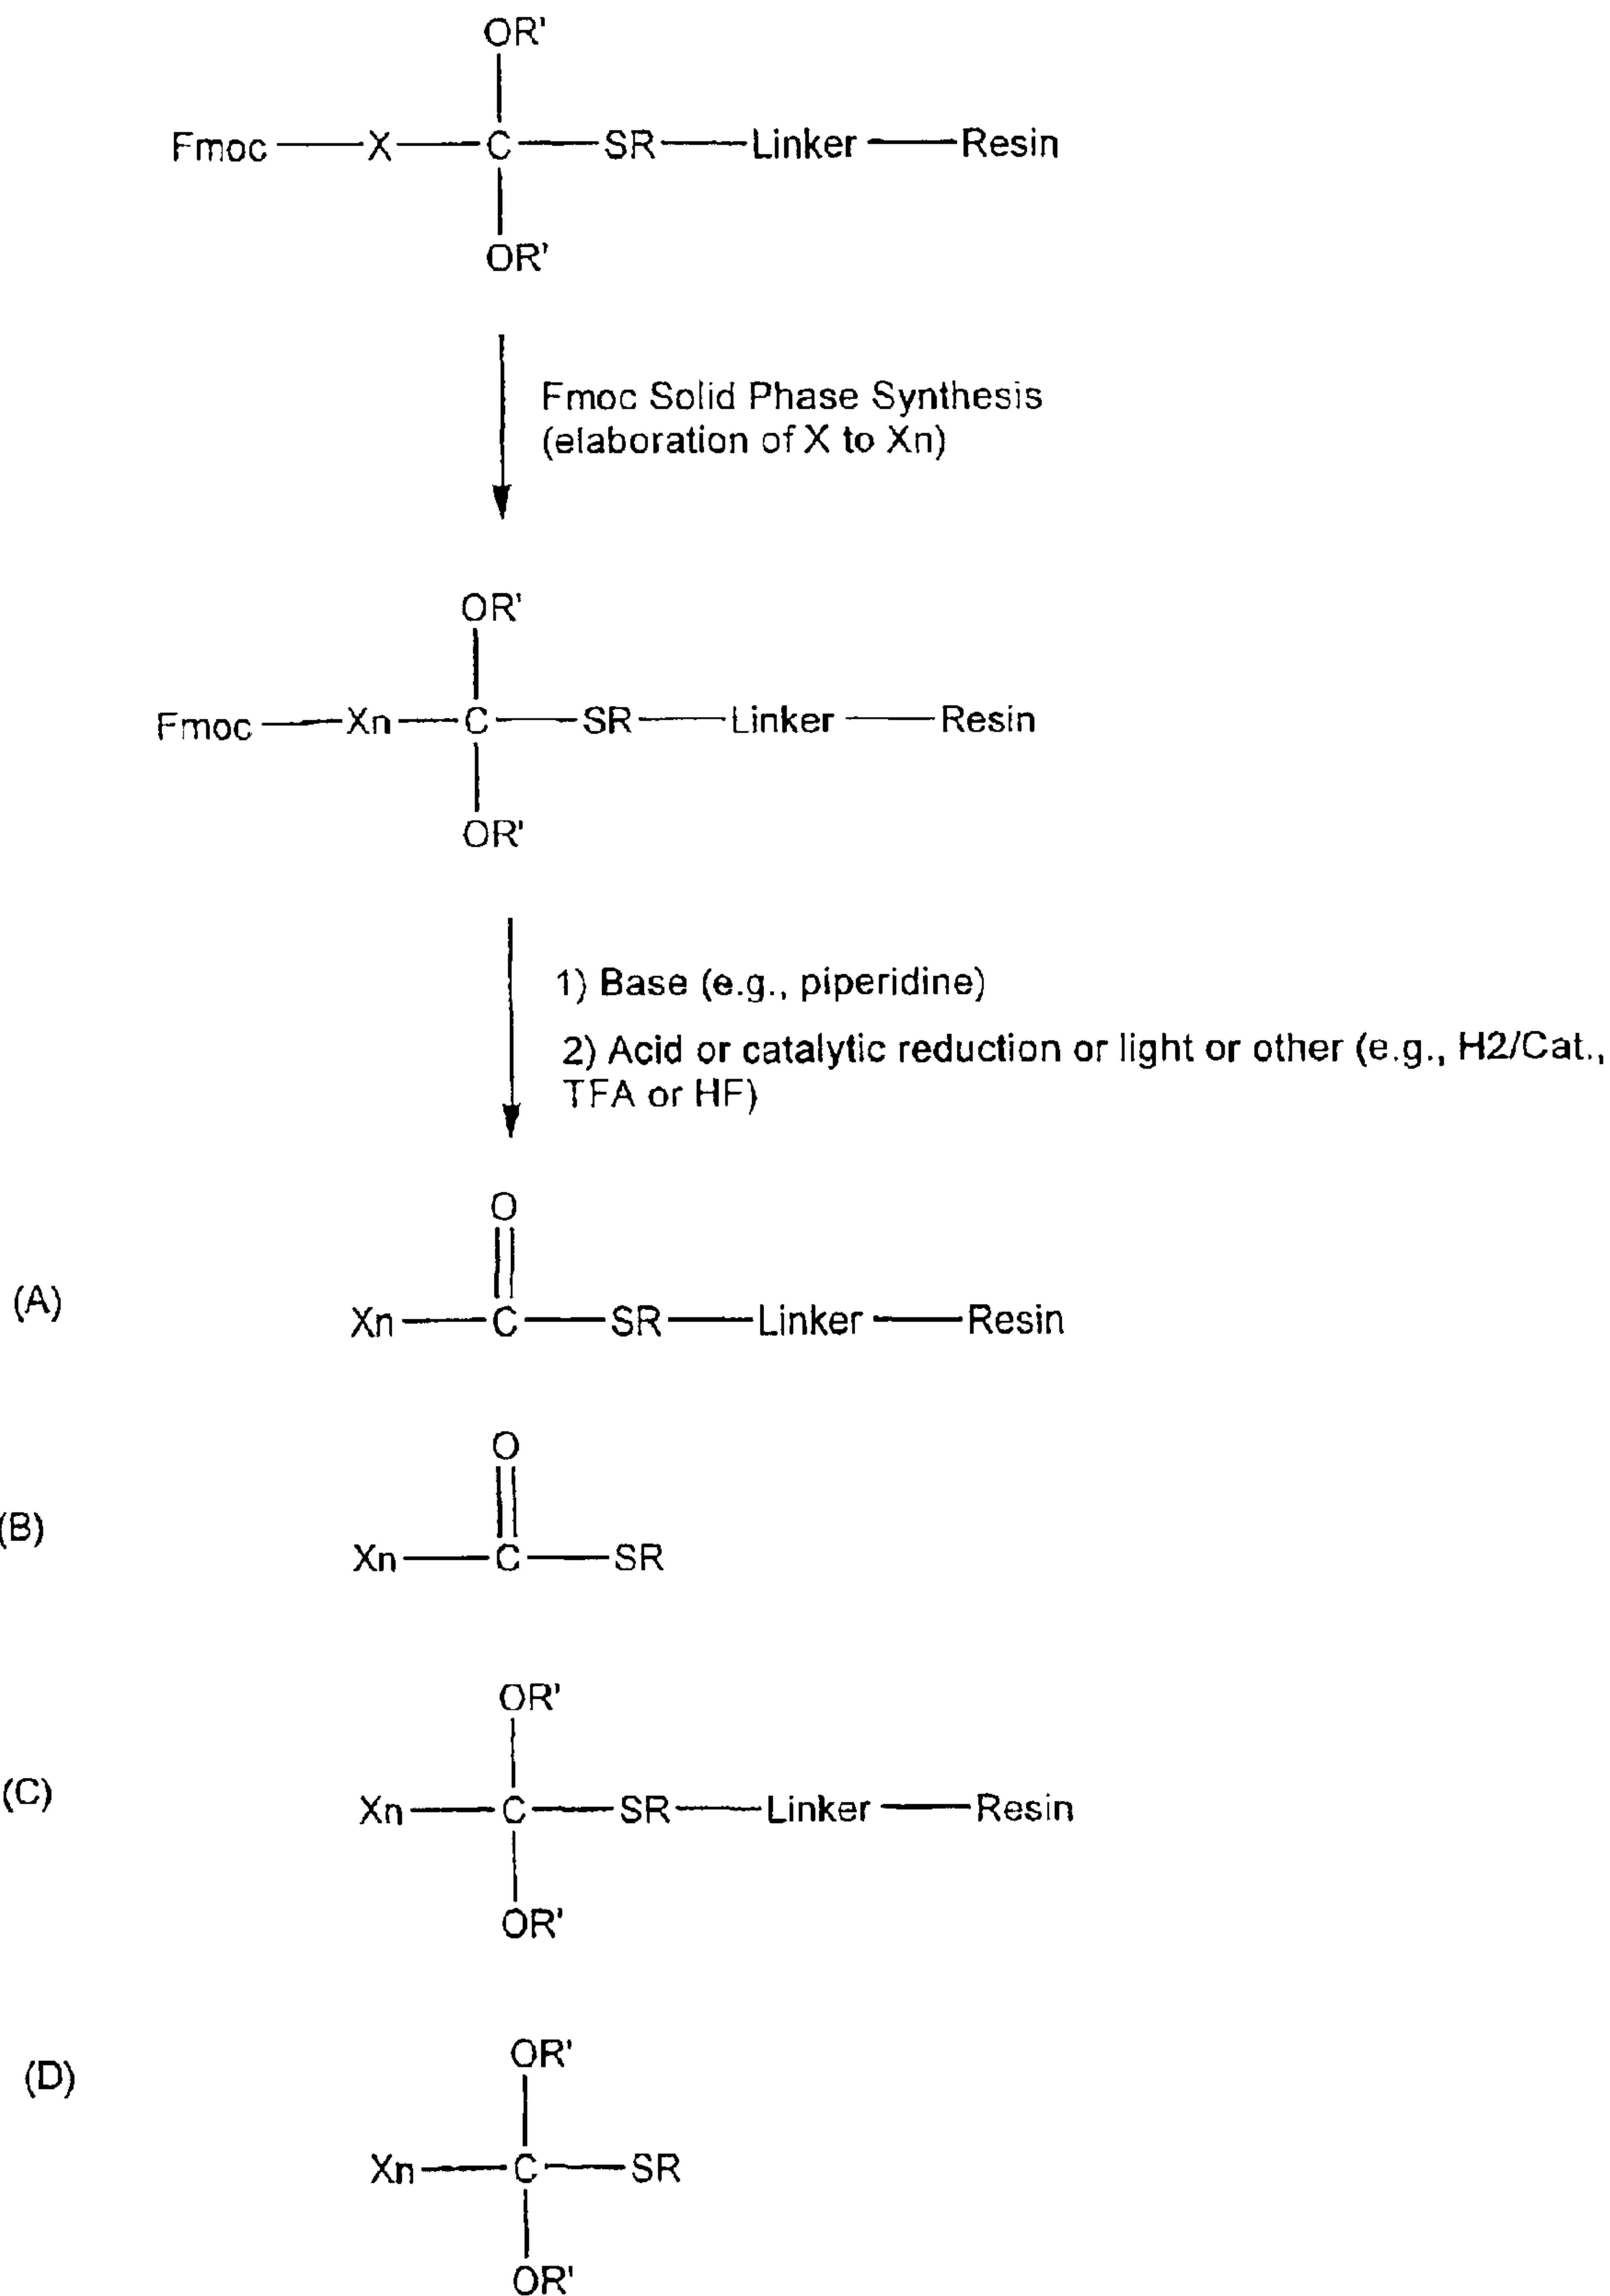 OR'
Fmoc X C SR Linker Resin
OR'
Fmoc Solid Phase Synthesis
(elaboration of X to Xn)
OR'
Fmoc Xn C SR Linker Resin
OR'
1) Base (e.g., piperidine)
2) Acid or catalytic reduction or light or other (e.g., H2/Cat.,
TFA or HF)
O
(A) Xn C SR Linker Resin
O
(B) Xn C SR
OR'
(C) Xn C SR Linker Resin
OR'
OR'
(D)
Xn C SR
OR'